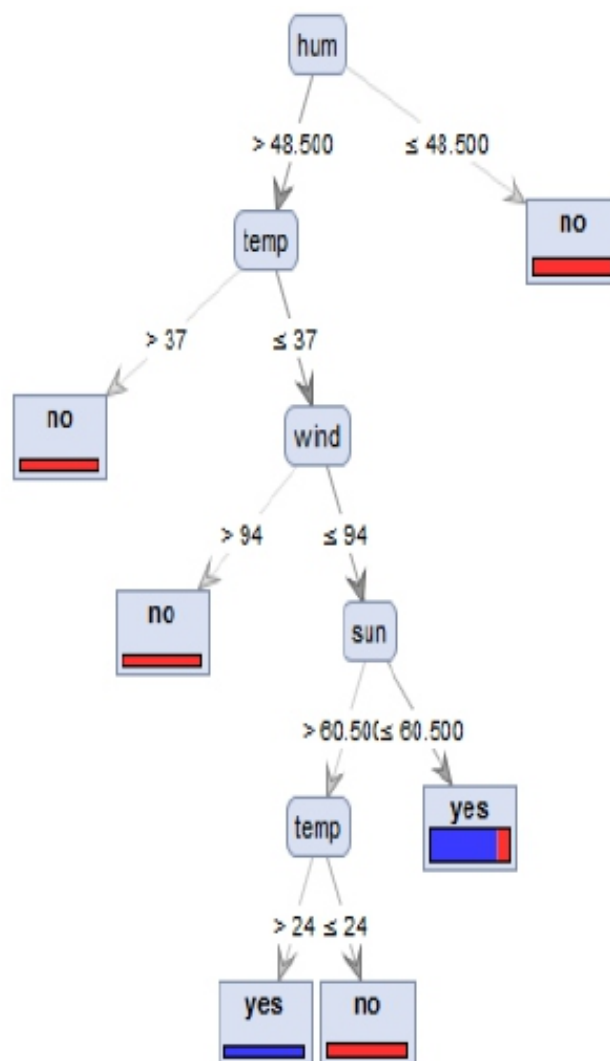 hum
> 48.500 ≤ 48.500
temp no
> 37 ≤ 37
no wind
> 94 ≤ 94
no sun
> 60.500 ≤ 60.500
temp yes
> 24 ≤ 24
yes no